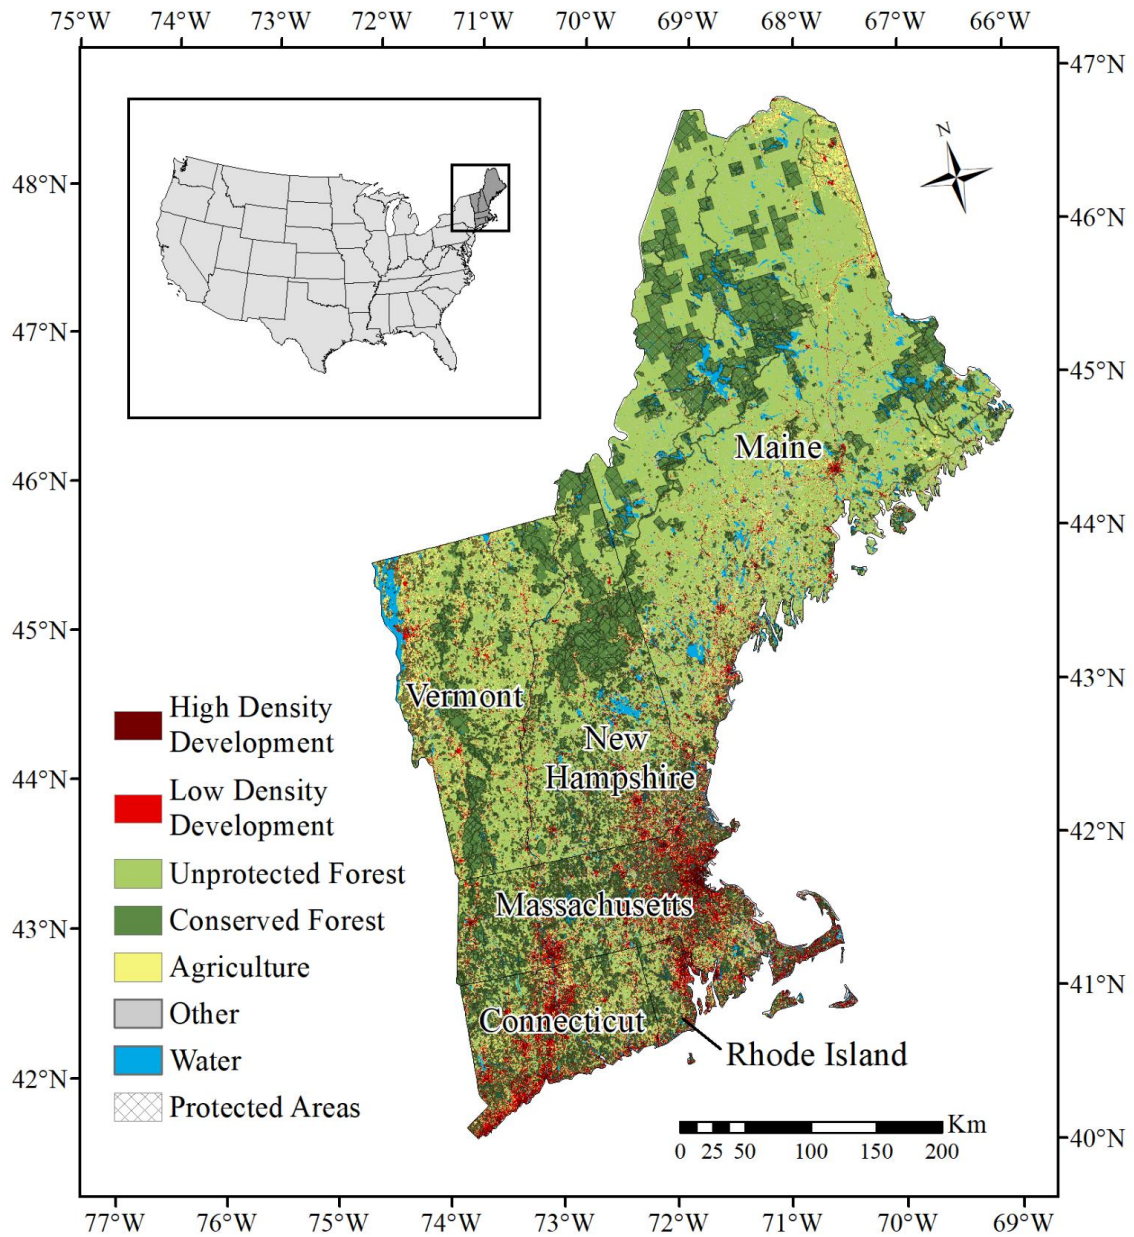 75°W 74°W 73°W 72°W 71°W 70°W 69°W 68°W 67°W 66°W
47°N
N
48°N
46°N
47°N
45°N
Maine
46°N
44°N
45°N
43°N
Vermont
High Density
Development
New
Hampshire
44°N
Low Density
Development
42°N
Unprotected Forest
Massachusetts
Conserved Forest
43°N
Agriculture
41°N
Other
Connecticut
Water
Rhode Island
42°N
Protected Areas
Km
0 25 50 100 150 200
40°N
77°W 76°W 75°W 74°W 73°W 72°W 71°W 70°W 69°W